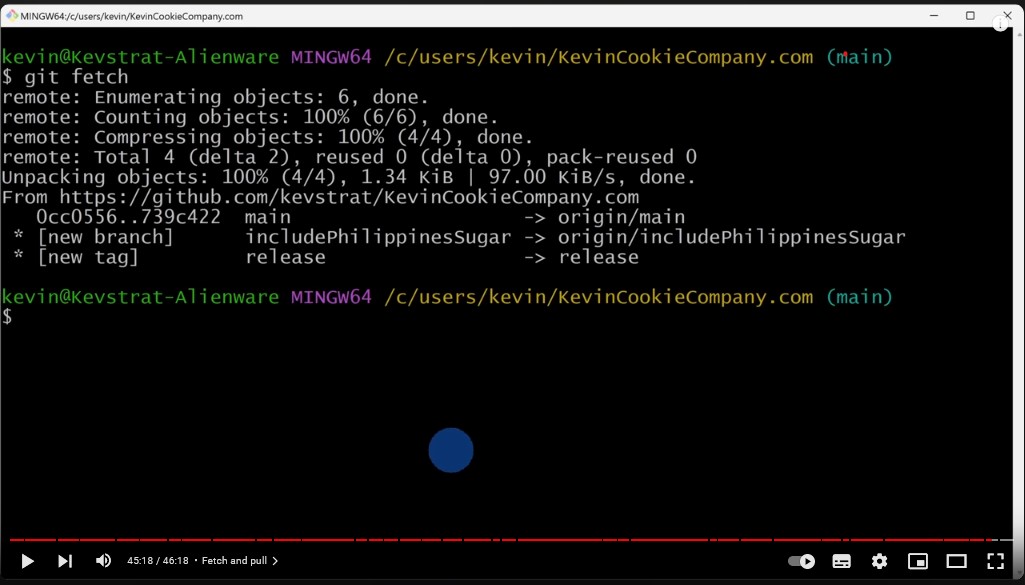 MINGW64:/c/users/kevin/KevinCookieCompany.com
kevin@Kevstrat-Alienware MINGW64 /c/users/kevin/KevinCookieCompany.com (main)
$ git fetch
remote: Enumerating objects: 6, done.
remote: Counting objects: 100% (6/6), done.
remote: Compressing objects: 100% (4/4), done.
remote: Total 4 (delta 2), reused 0 (delta 0), pack-reused 0
Unpacking objects: 100% (4/4), 1.34 KiB | 97.00 KiB/s, done.
From https://github.com/kevstrat/KevinCookieCompany.com
   0cc0556..739c422  main                    -> origin/main
 * [new branch]      includePhilippinesSugar -> origin/includePhilippinesSugar
 * [new tag]         release                 -> release
kevin@Kevstrat-Alienware MINGW64 /c/users/kevin/KevinCookieCompany.com (main)
$
45:18 / 46:18 • Fetch and pull >